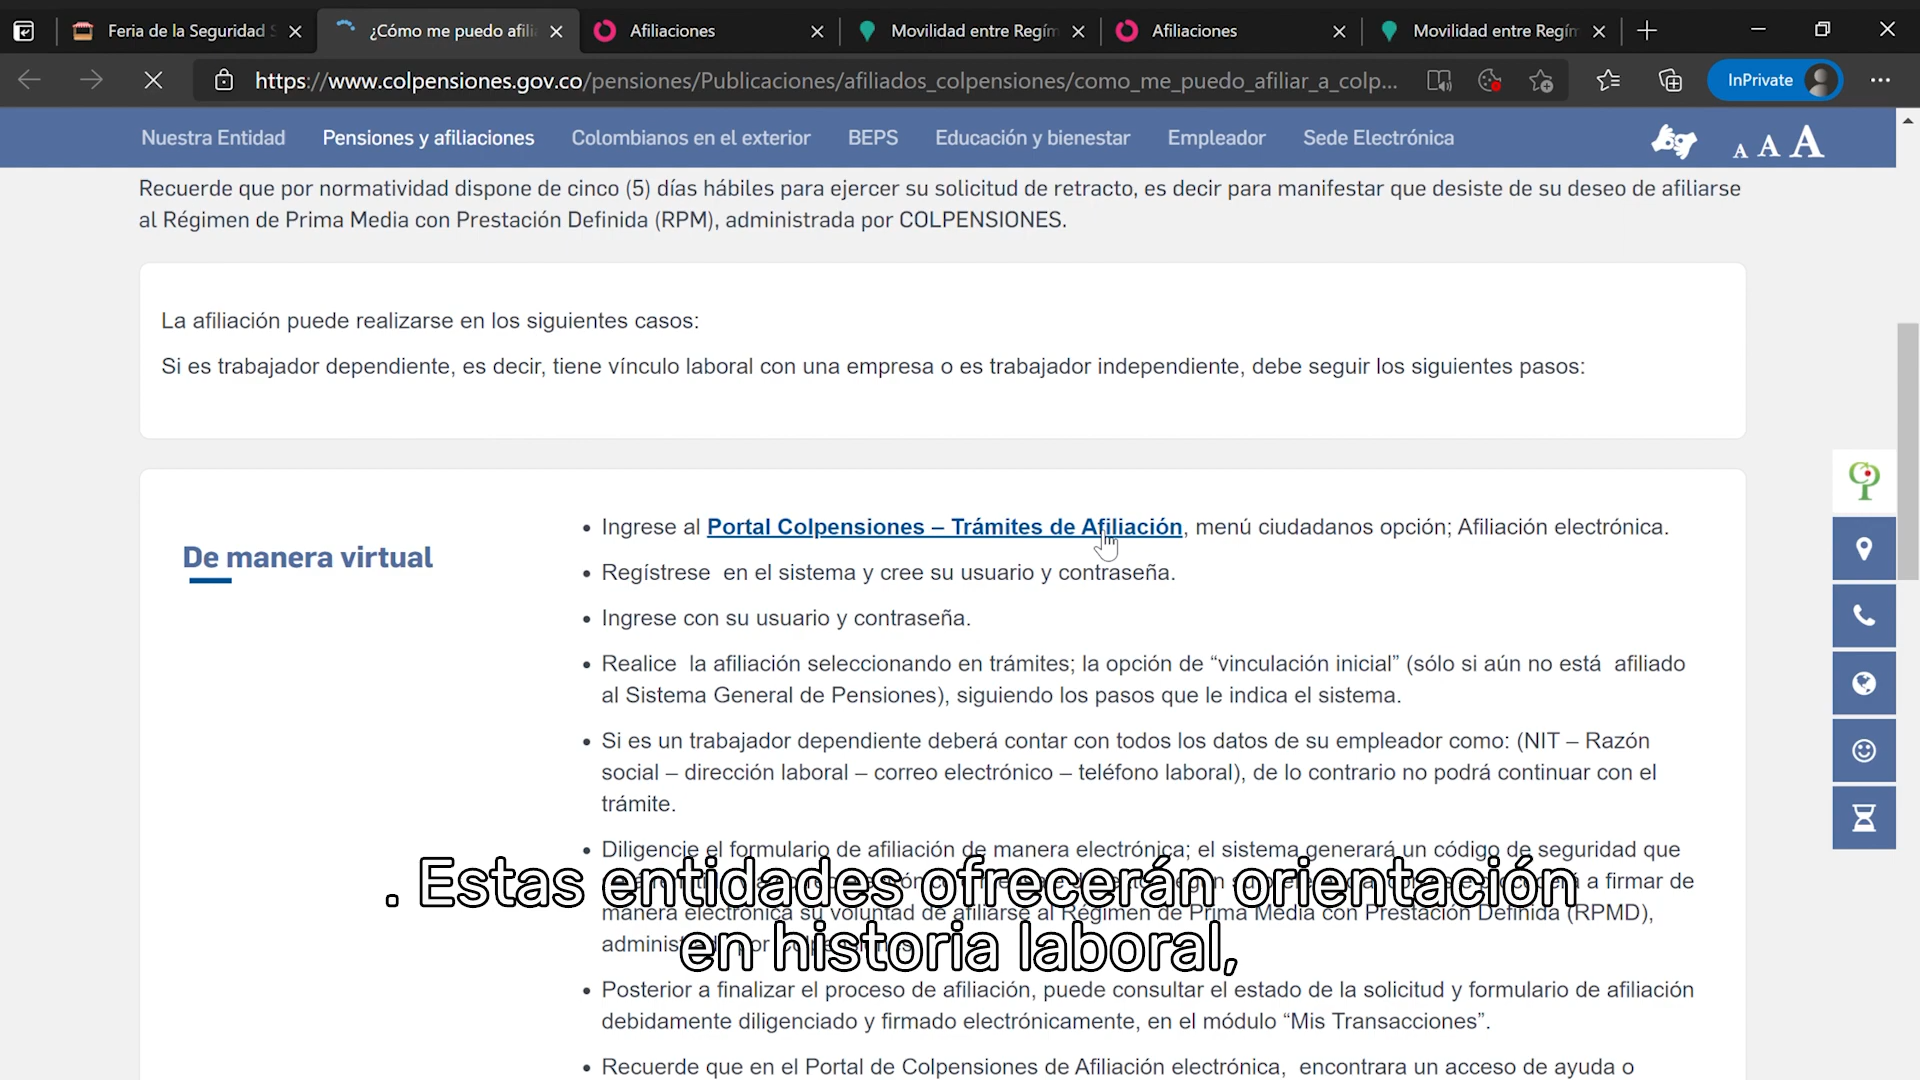 Feria de la Seguridad S
¿Cómo me puedo afili
Afiliaciones
Movilidad entre Regím
Afiliaciones
Movilidad entre Regím
https://www.colpensiones.gov.co/pensiones/Publicaciones/afiliados_colpensiones/como_me_puedo_afiliar_a_colp...
InPrivate
Nuestra Entidad
Pensiones y afiliaciones
Colombianos en el exterior
BEPS
Educación y bienestar
Empleador
Sede Electrónica
A A A
Recuerde que por normatividad dispone de cinco (5) días hábiles para ejercer su solicitud de retracto, es decir para manifestar que desiste de su deseo de afiliarse
al Régimen de Prima Media con Prestación Definida (RPM), administrada por COLPENSIONES.
La afiliación puede realizarse en los siguientes casos:
Si es trabajador dependiente, es decir, tiene vínculo laboral con una empresa o es trabajador independiente, debe seguir los siguientes pasos:
De manera virtual
• Ingrese al Portal Colpensiones – Trámites de Afiliación, menú ciudadanos opción; Afiliación electrónica.
• Regístrese en el sistema y cree su usuario y contraseña.
• Ingrese con su usuario y contraseña.
• Realice la afiliación seleccionando en trámites; la opción de “vinculación inicial” (sólo si aún no está afiliado
al Sistema General de Pensiones), siguiendo los pasos que le indica el sistema.
• Si es un trabajador dependiente deberá contar con todos los datos de su empleador como: (NIT – Razón
social – dirección laboral – correo electrónico – teléfono laboral), de lo contrario no podrá continuar con el
trámite.
• Diligencie el formulario de afiliación de manera electrónica; el sistema generará un código de seguridad que
a firmar de
manera electrónica su voluntad de afiliarse al Régimen de Prima Media con Prestación Definida (RPMD),
por
. Estas entidades ofrecerán orientación
en historia laboral,
• Posterior a finalizar el proceso de afiliación, puede consultar el estado de la solicitud y formulario de afiliación
debidamente diligenciado y firmado electrónicamente, en el módulo “Mis Transacciones”.
• Recuerde que en el Portal de Colpensiones de Afiliación electrónica, encontrara un acceso de ayuda o